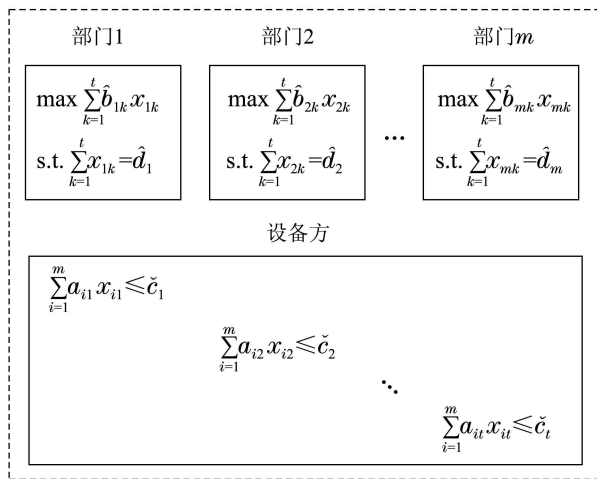 部门1 部门2 部门m
max ∑_{k=1}^{t} b̂_{1k} x_{1k} max ∑_{k=1}^{t} b̂_{2k} x_{2k} ... max ∑_{k=1}^{t} b̂_{mk} x_{mk}
s.t. ∑_{k=1}^{t} x_{1k} = d̂_1 s.t. ∑_{k=1}^{t} x_{2k} = d̂_2 s.t. ∑_{k=1}^{t} x_{mk} = d̂_m
设备方
∑_{i=1}^{m} a_{i1} x_{i1} ≤ č_1
∑_{i=1}^{m} a_{i2} x_{i2} ≤ č_2
⋱
∑_{i=1}^{m} a_{it} x_{it} ≤ č_t